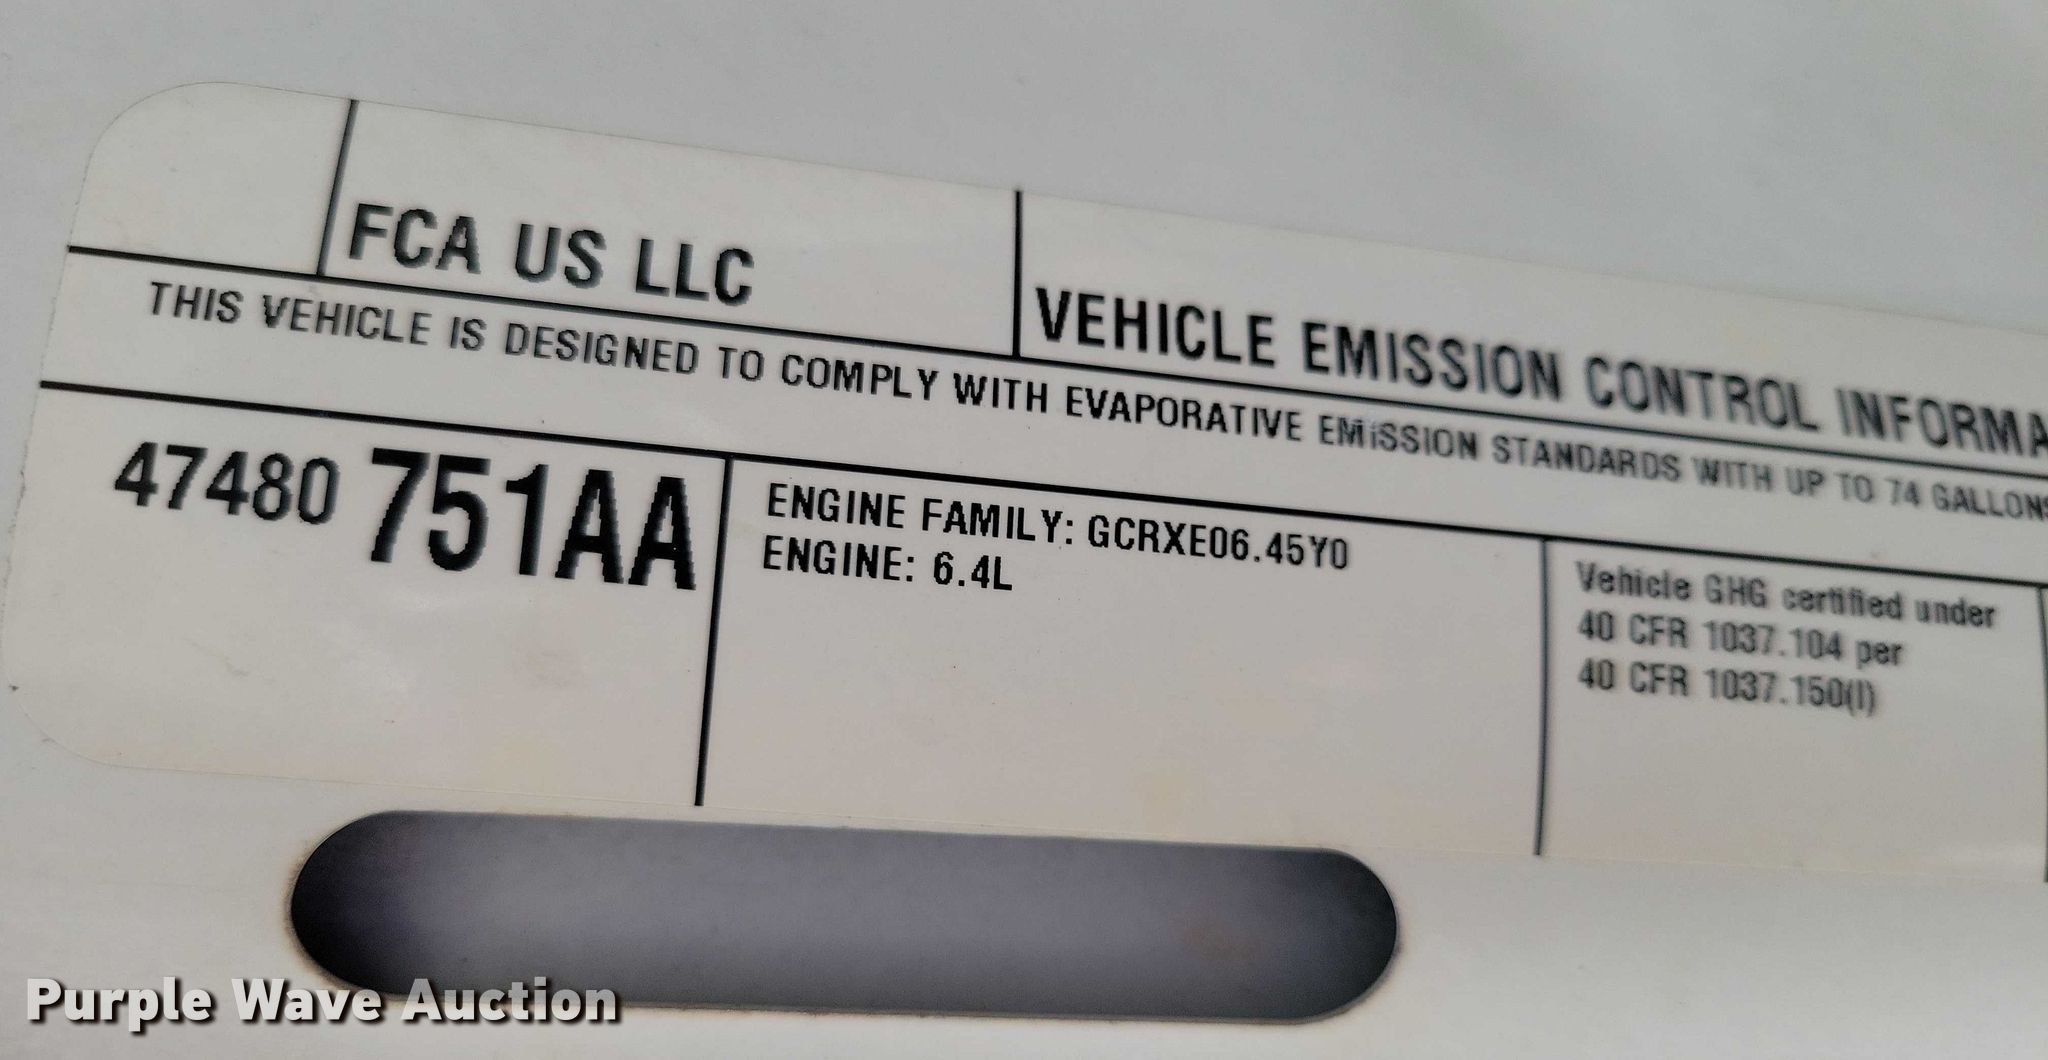 FCA US LLC
VEHICLE EMISSION CONTROL INFORMA
THIS VEHICLE IS DESIGNED TO COMPLY WITH EVAPORATIVE EMISSION STANDARDS WITH UP TO 74 GALLONS
47480 751AA
ENGINE FAMILY: GCRXE06.45Y0
ENGINE: 6.4L
Vehicle GHG certified under
40 CFR 1037.104 per
40 CFR 1037.150(l)
Purple Wave Auction